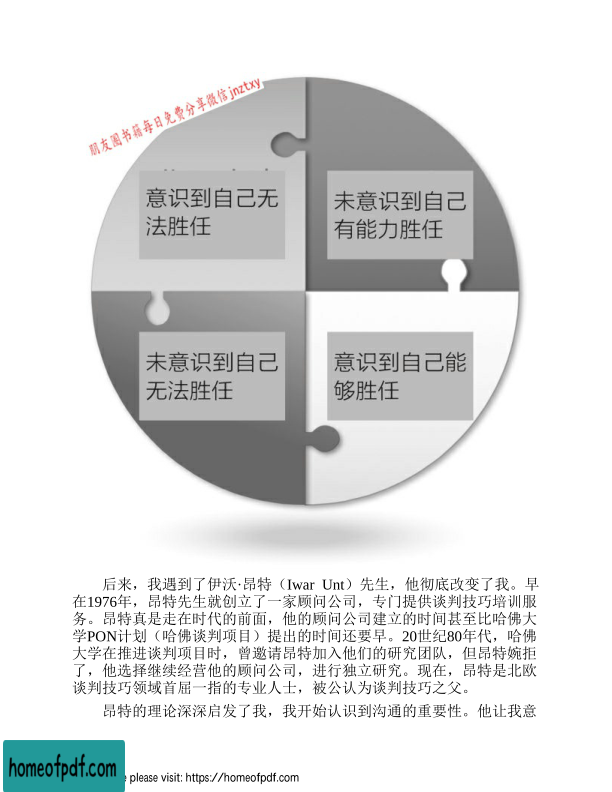 朋友圈书籍每日免费分享微信jnztxy
意识到自己无
法胜任
未意识到自己
有能力胜任
未意识到自己
无法胜任
意识到自己能
够胜任
后来，我遇到了伊沃·昂特（Iwar Unt）先生，他彻底改变了我。早
在1976年，昂特先生就创立了一家顾问公司，专门提供谈判技巧培训服
务。昂特真是走在时代的前面，他的顾问公司建立的时间甚至比哈佛大
学PON计划（哈佛谈判项目）提出的时间还要早。20世纪80年代，哈佛
大学在推进谈判项目时，曾邀请昂特加入他们的研究团队，但昂特婉拒
了，他选择继续经营他的顾问公司，进行独立研究。现在，昂特是北欧
谈判技巧领域首屈一指的专业人士，被公认为谈判技巧之父。
昂特的理论深深启发了我，我开始认识到沟通的重要性。他让我意
homeofpdf.com
e please visit: https://homeofpdf.com